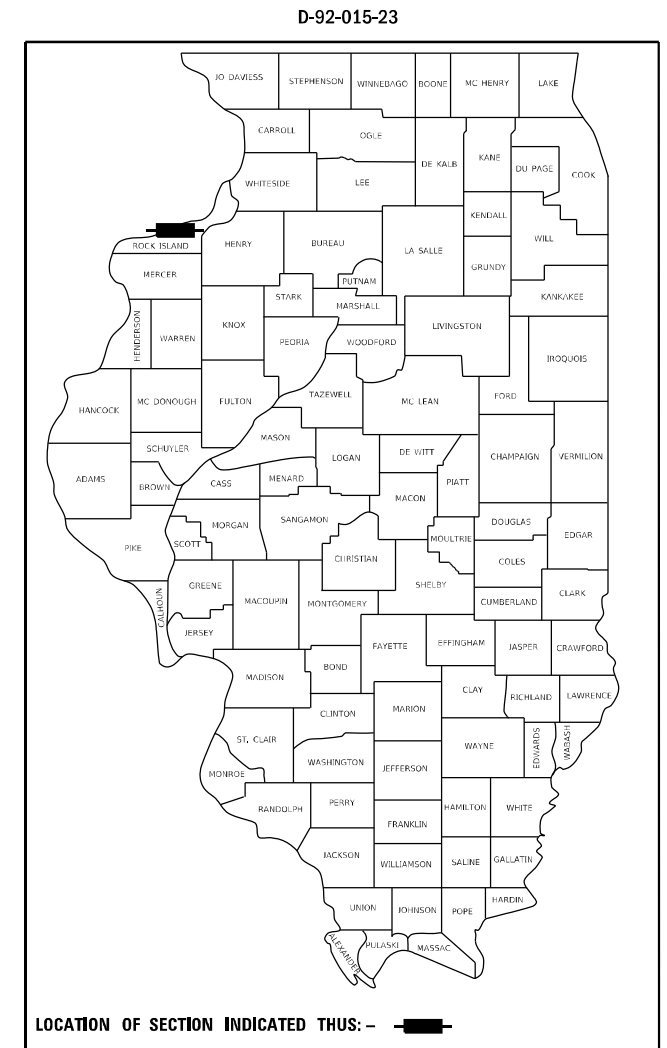 D-92-015-23
JO DAVIESS
STEPHENSON
WINNEBAGO
BOONE
MC HENRY
LAKE
CARROLL
OGLE
DE KALB
KANE
DU PAGE
COOK
WHITESIDE
LEE
KENDALL
ROCK ISLAND
HENRY
BUREAU
LA SALLE
WILL
GRUNDY
MERCER
PUTNAM
STARK
MARSHALL
KANKAKEE
HENDERSON
WARREN
KNOX
PEORIA
WOODFORD
LIVINGSTON
IROQUOIS
HANCOCK
MC DONOUGH
FULTON
TAZEWELL
MC LEAN
FORD
MASON
SCHUYLER
LOGAN
DE WITT
CHAMPAIGN
VERMILION
ADAMS
BROWN
CASS
MENARD
PIATT
MACON
PIKE
SCOTT
MORGAN
SANGAMON
DOUGLAS
MOULTRIE
EDGAR
CHRISTIAN
COLES
CALHOUN
GREENE
MACOUPIN
MONTGOMERY
SHELBY
CUMBERLAND
CLARK
JERSEY
FAYETTE
EFFINGHAM
JASPER
CRAWFORD
MADISON
BOND
CLAY
RICHLAND
LAWRENCE
CLINTON
MARION
ST. CLAIR
WAYNE
EDWARDS
WABASH
MONROE
WASHINGTON
JEFFERSON
RANDOLPH
PERRY
HAMILTON
WHITE
FRANKLIN
JACKSON
WILLIAMSON
SALINE
GALLATIN
UNION
JOHNSON
POPE
HARDIN
ALEXANDER
PULASKI
MASSAC
LOCATION OF SECTION INDICATED THUS: –